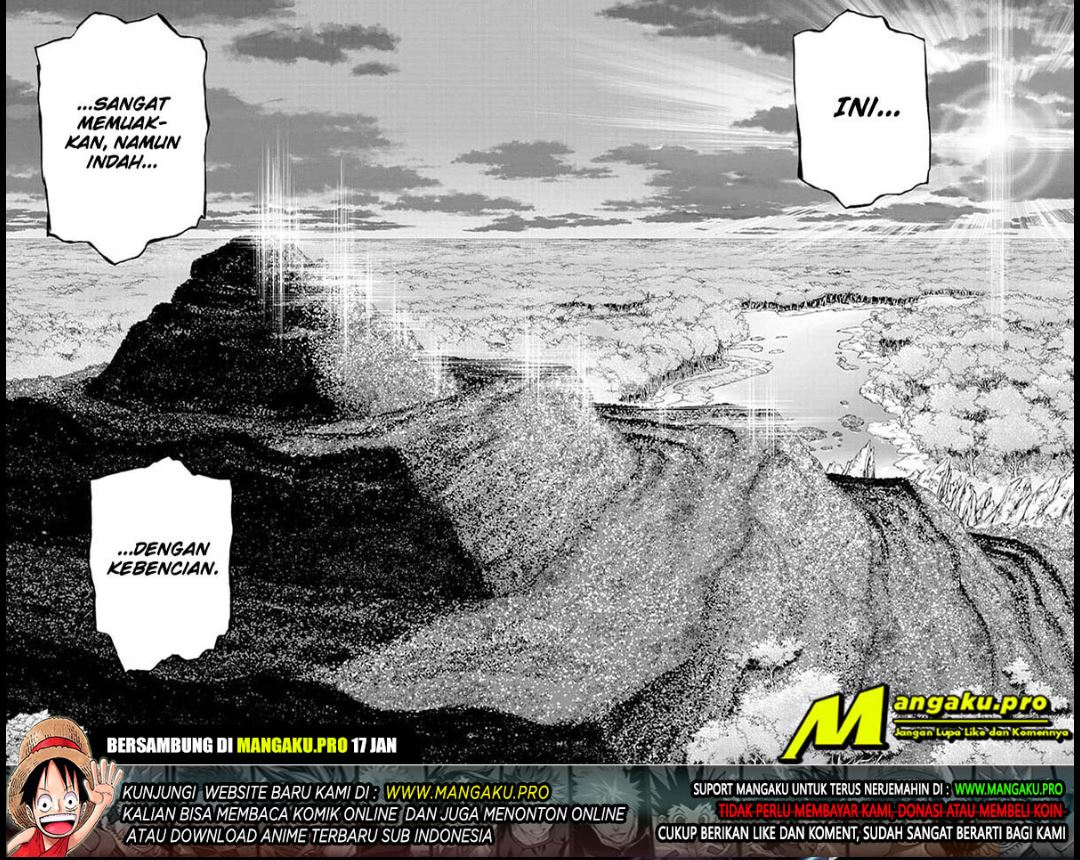 INI...
...SANGAT
MEMUAK-
KAN, NAMUN
INDAH...
...DENGAN
KEBENCIAN.
Mangaku.pro
Jangan Lupa Like dan Komennya
BERSAMBUNG DI MANGAKU.PRO 17 JAN
KUNJUNGI WEBSITE BARU KAMI DI : WWW.MANGAKU.PRO
KALIAN BISA MEMBACA KOMIK ONLINE DAN JUGA MENONTON ONLINE
ATAU DOWNLOAD ANIME TERBARU SUB INDONESIA
SUPORT MANGAKU UNTUK TERUS NERJEMAHIN DI : WWW.MANGAKU.PRO
TIDAK PERLU MEMBAYAR KAMI, DONASI ATAU MEMBELI KOIN
CUKUP BERIKAN LIKE DAN KOMENT, SUDAH SANGAT BERARTI BAGI KAMI